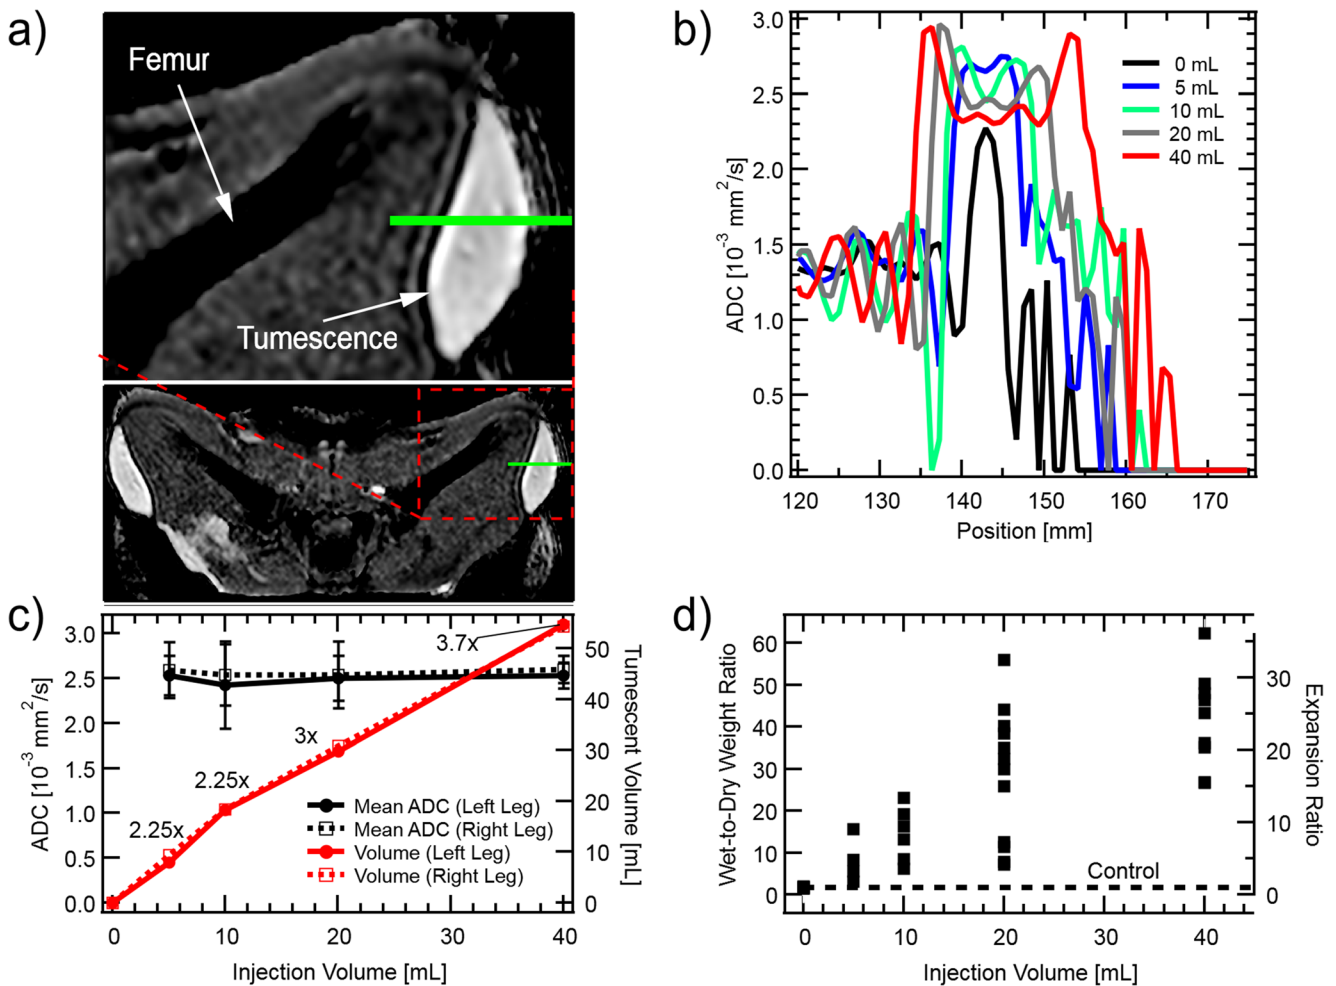 a)
Femur
Tumescence
b)
3.0
2.5
2.0
1.5
1.0
0.5
0.0
ADC [10⁻³ mm²/s]
0 mL
5 mL
10 mL
20 mL
40 mL
120 130 140 150 160 170
Position [mm]
c)
3.0
2.5
2.0
1.5
1.0
0.5
0.0
ADC [10⁻³ mm²/s]
2.25x
2.25x
3x
3.7x
Mean ADC (Left Leg)
Mean ADC (Right Leg)
Volume (Left Leg)
Volume (Right Leg)
50
40
30
20
10
0
Tumescent Volume [mL]
0 10 20 30 40
Injection Volume [mL]
d)
60
50
40
30
20
10
0
Wet-to-Dry Weight Ratio
Control
30
20
10
0
Expansion Ratio
0 10 20 30 40
Injection Volume [mL]